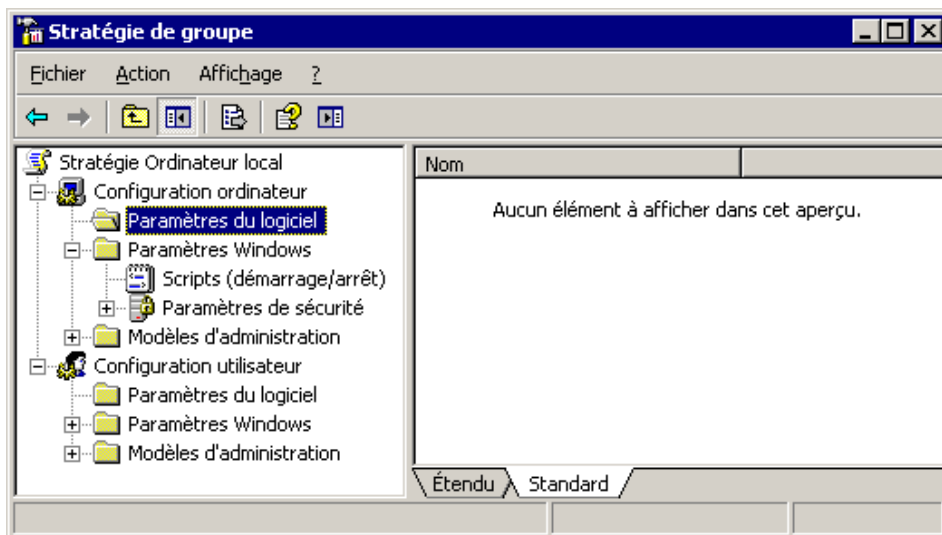 Stratégie de groupe
Fichier Action Affichage ?
Stratégie Ordinateur local
Configuration ordinateur
Paramètres du logiciel
Paramètres Windows
Scripts (démarrage/arrêt)
Paramètres de sécurité
Modèles d'administration
Configuration utilisateur
Paramètres du logiciel
Paramètres Windows
Modèles d'administration
Nom
Aucun élément à afficher dans cet aperçu.
Étendu Standard